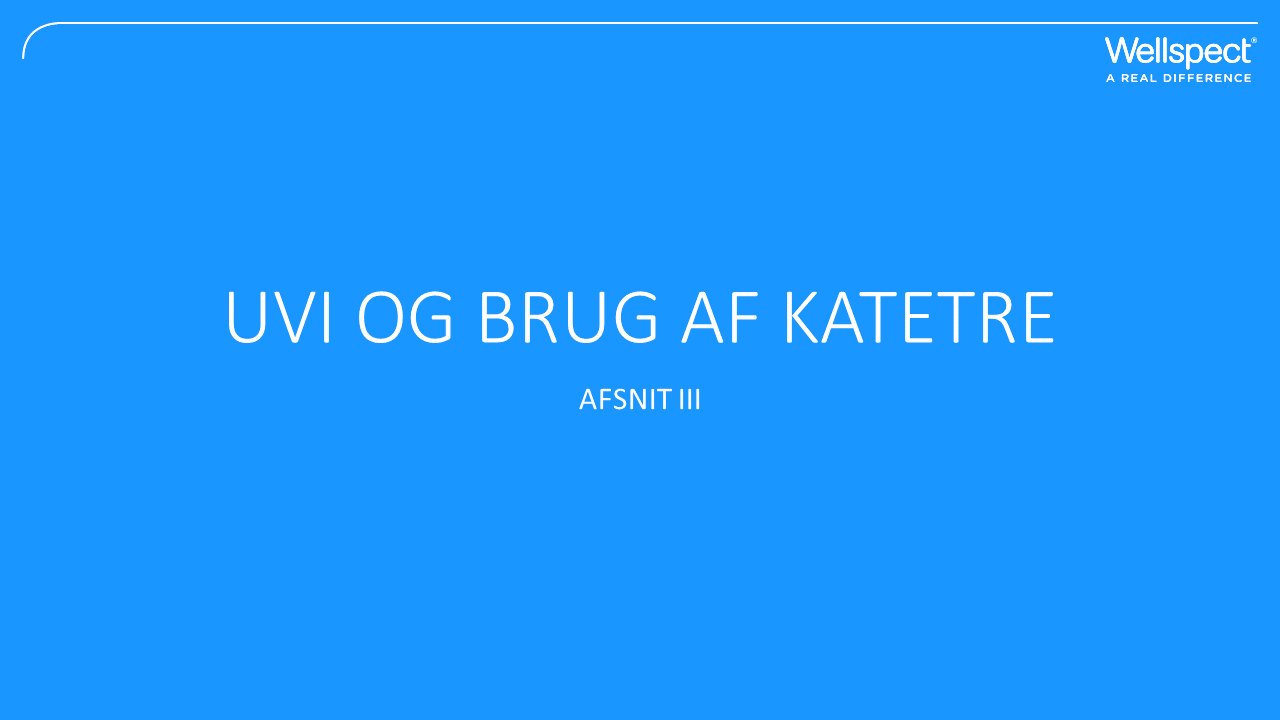 Wellspect®
A REAL DIFFERENCE
UVI OG BRUG AF KATETRE
AFSNIT III